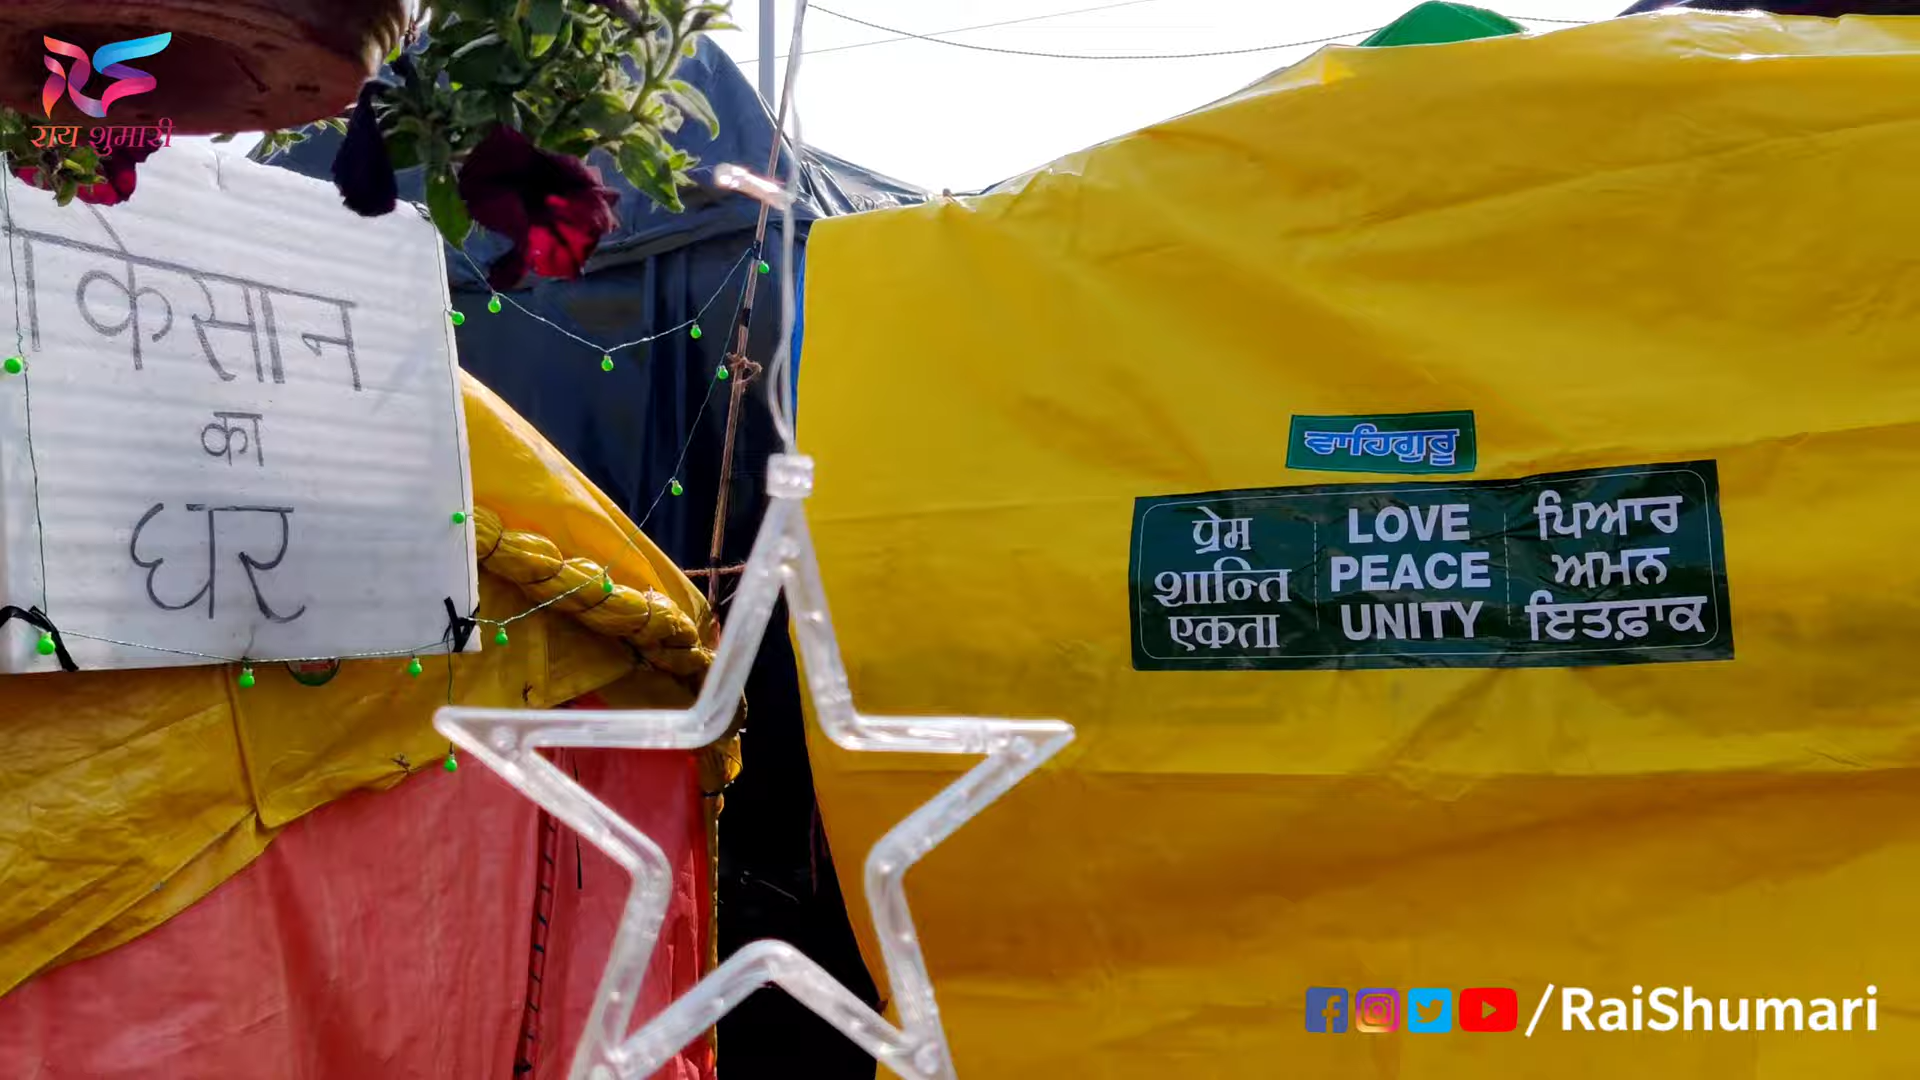 राय शुमारी
किसान
का
घर
ਵਾਹਿਗੁਰੂ
प्रेम
शान्ति
एकता
LOVE
PEACE
UNITY
ਪਿਆਰ
ਅਮਨ
ਇਤਫ਼ਾਕ
/RaiShumari